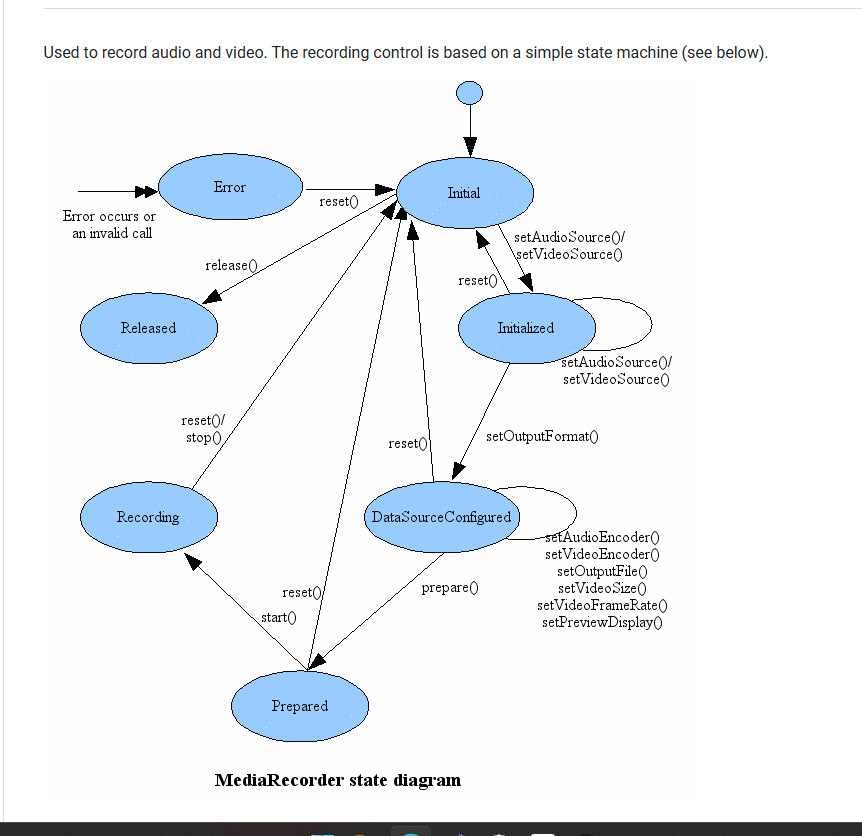 Used to record audio and video. The recording control is based on a simple state machine (see below).
Error
reset()
Initial
Error occurs or
an invalid call
setAudioSource()/
setVideoSource()
release()
reset()
Released
Initialized
setAudioSource()/
setVideoSource()
reset()/
stop()
reset()
setOutputFormat()
Recording
DataSourceConfigured
setAudioEncoder()
setVideoEncoder()
setOutputFile()
setVideoSize()
setVideoFrameRate()
setPreviewDisplay()
prepare()
reset()
start()
Prepared
MediaRecorder state diagram